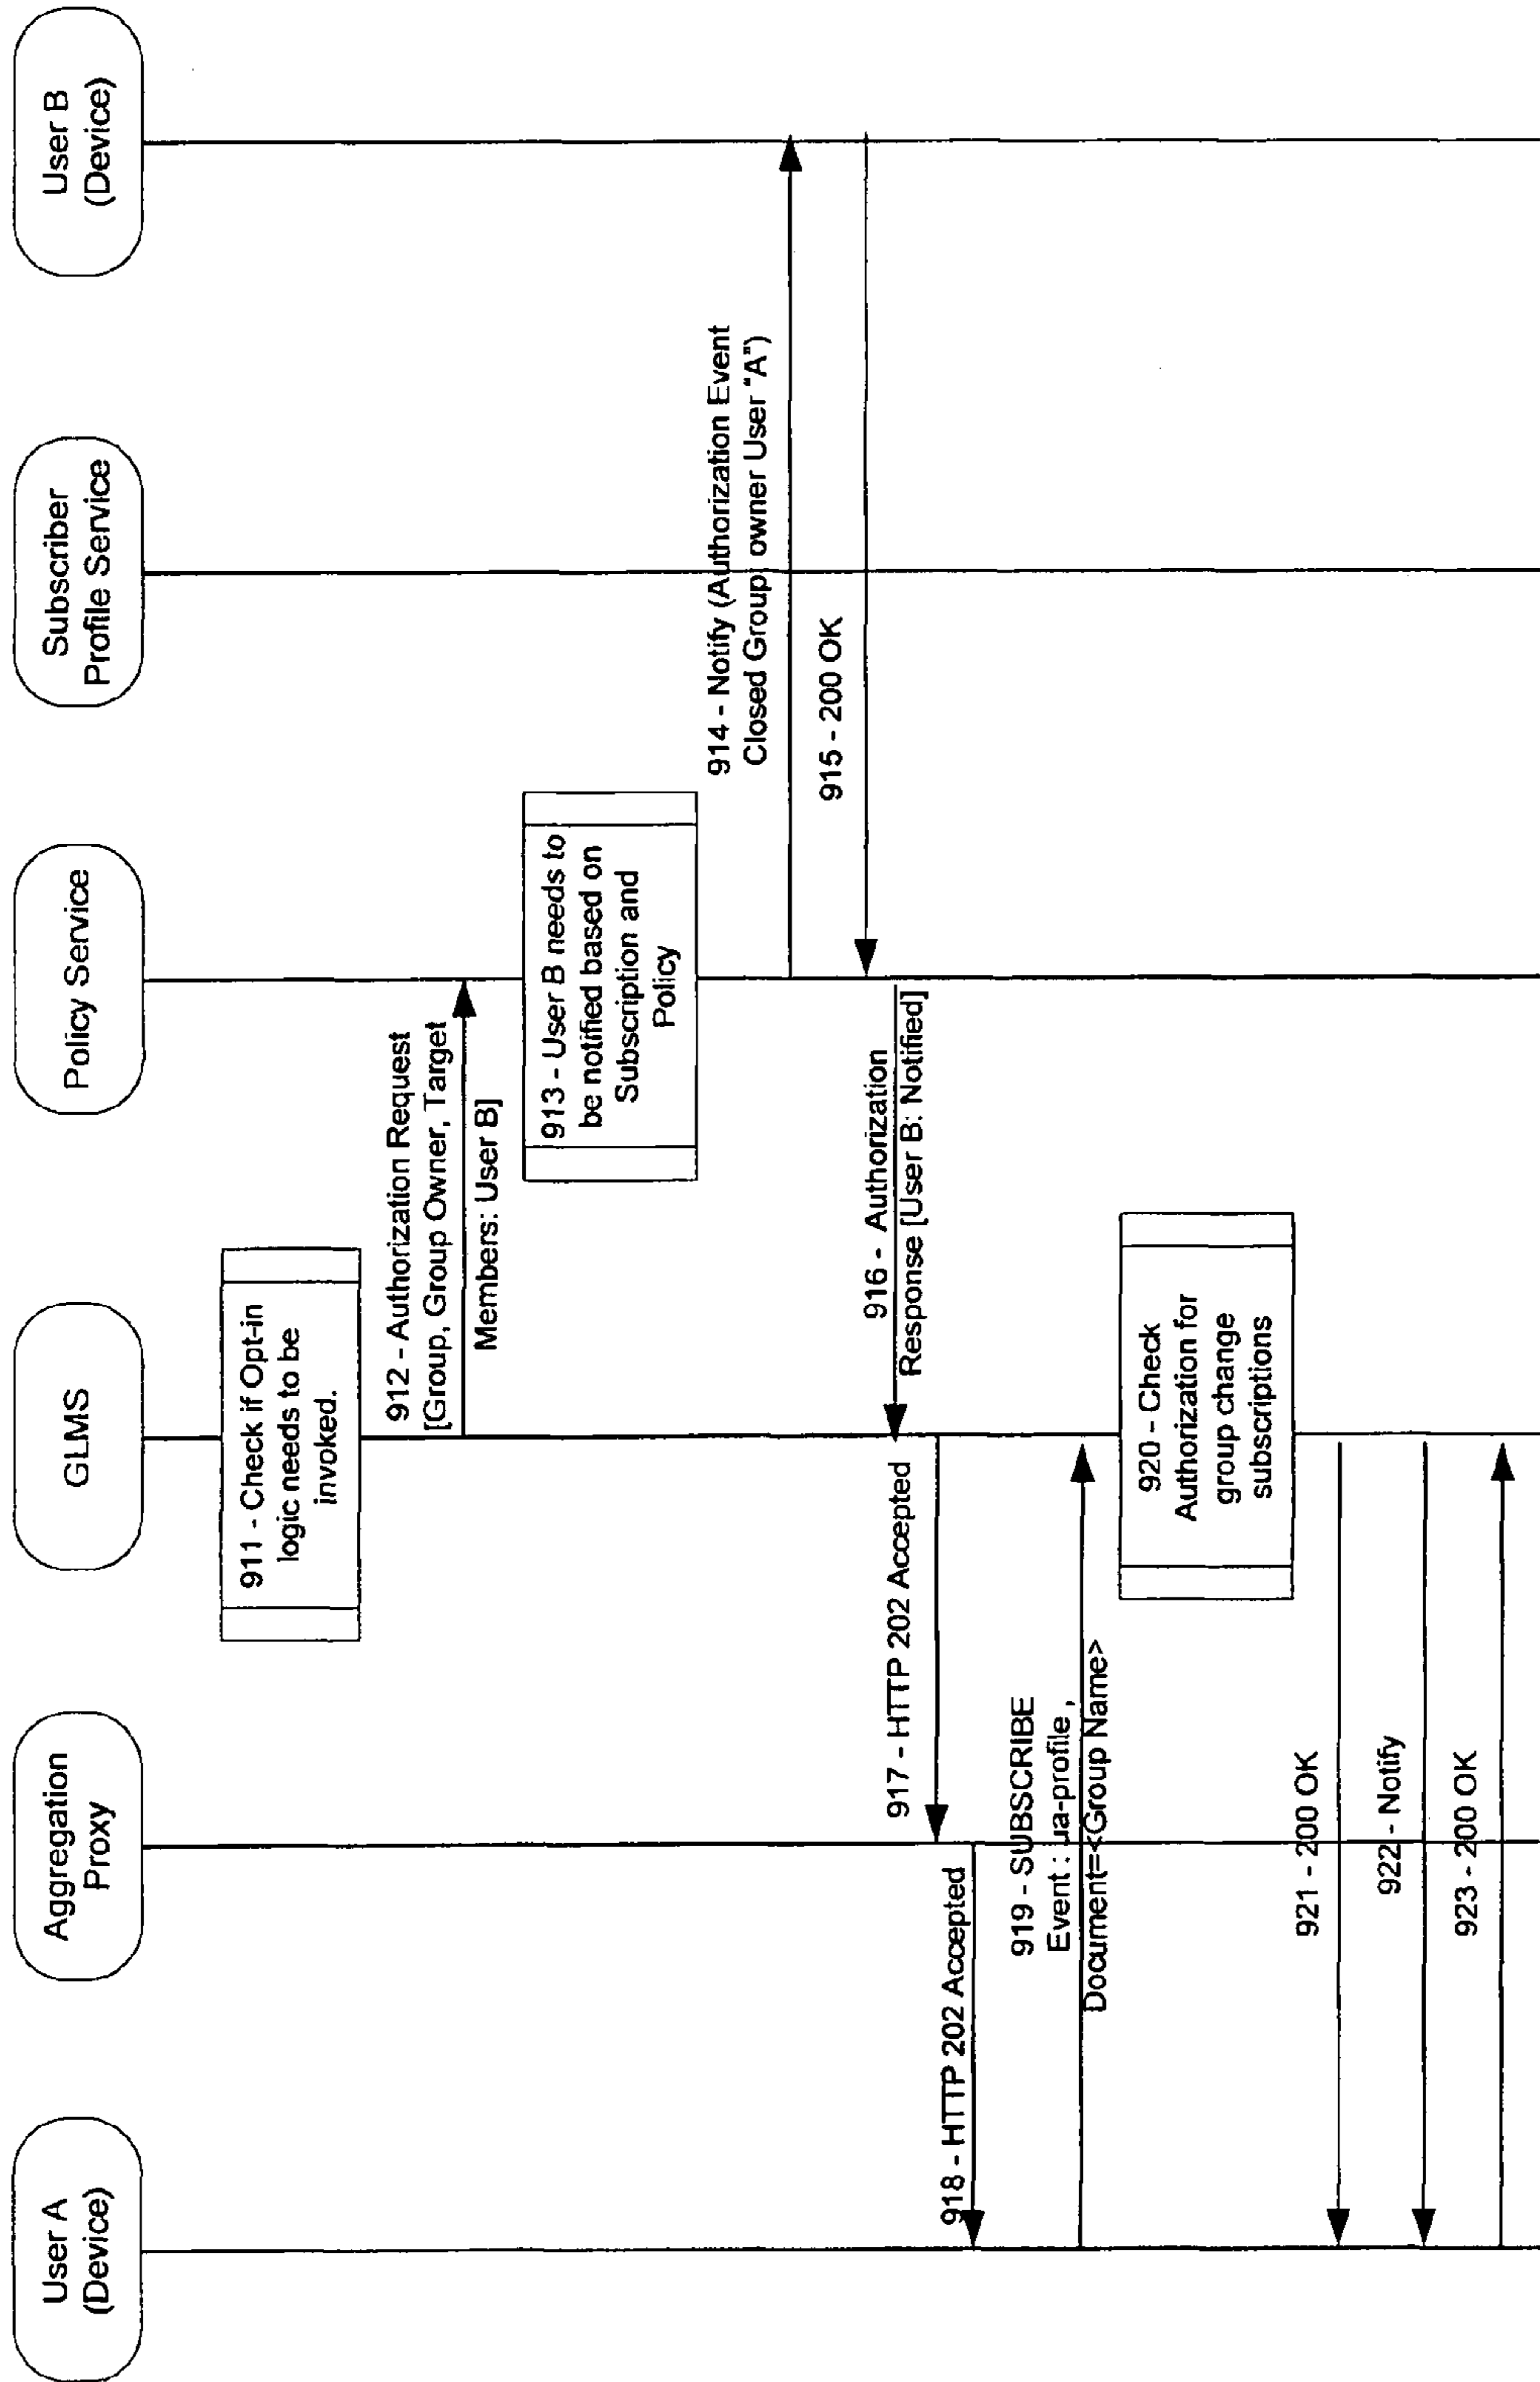 User A
(Device)
Aggregation
Proxy
GLMS
Policy Service
Subscriber
Profile Service
User B
(Device)
911 - Check if Opt-in
logic needs to be
invoked.
912 - Authorization Request
[Group, Group Owner, Target
Members: User B]
913 - User B needs to
be notified based on
Subscription and
Policy
914 - Notify (Authorization Event
Closed Group, owner User "A")
915 - 200 OK
916 - Authorization
Response [User B: Notified]
917 - HTTP 202 Accepted
918 - HTTP 202 Accepted
919 - SUBSCRIBE
Event : ua-profile ,
Document=<Group Name>
920 - Check
Authorization for
group change
subscriptions
921 - 200 OK
922 - Notify
923 - 200 OK